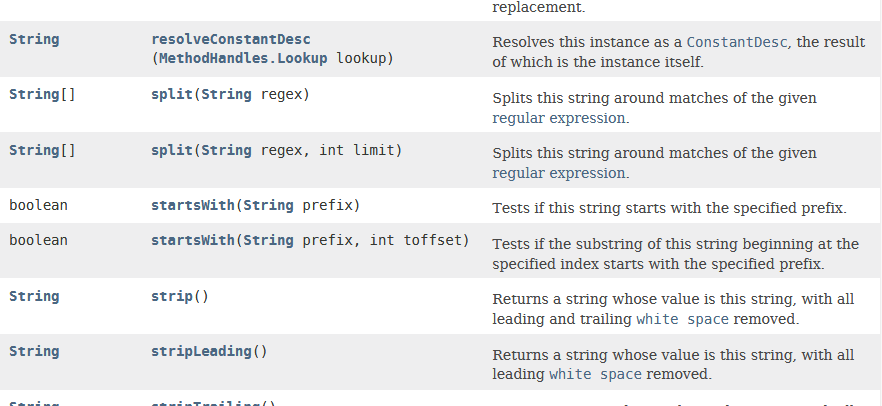 replacement.
String resolveConstantDesc Resolves this instance as a ConstantDesc, the result
(MethodHandles.Lookup lookup) of which is the instance itself.
String[] split(String regex) Splits this string around matches of the given
regular expression.
String[] split(String regex, int limit) Splits this string around matches of the given
regular expression.
boolean startsWith(String prefix) Tests if this string starts with the specified prefix.
boolean startsWith(String prefix, int toffset) Tests if the substring of this string beginning at the
specified index starts with the specified prefix.
String strip() Returns a string whose value is this string, with all
leading and trailing white space removed.
String stripLeading() Returns a string whose value is this string, with all
leading white space removed.
String stripTrailing()